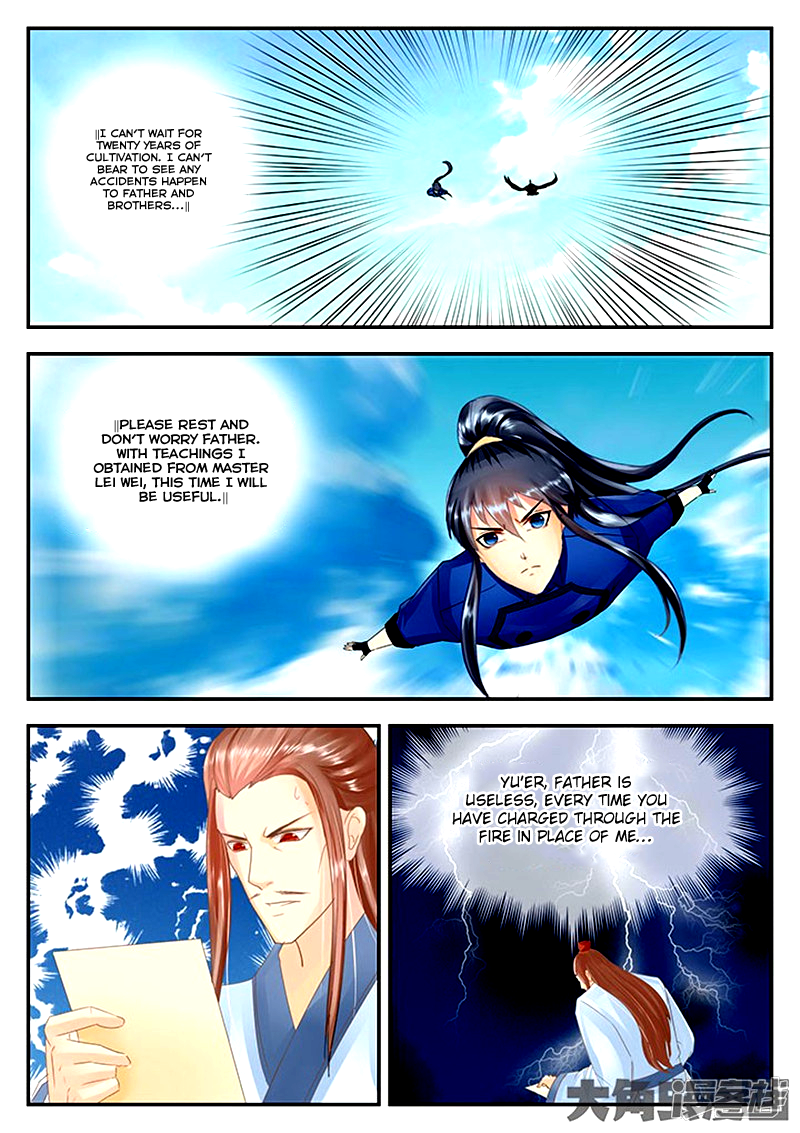 ‖I CAN'T WAIT FOR
TWENTY YEARS OF
CULTIVATION. I CAN'T
BEAR TO SEE ANY
ACCIDENTS HAPPEN
TO FATHER AND
BROTHERS...‖
‖PLEASE REST AND
DON'T WORRY FATHER.
WITH TEACHINGS I
OBTAINED FROM MASTER
LEI WEI, THIS TIME I WILL
BE USEFUL.‖
YU'ER, FATHER IS
USELESS, EVERY TIME YOU
HAVE CHARGED THROUGH THE
FIRE IN PLACE OF ME...
大角虫漫画